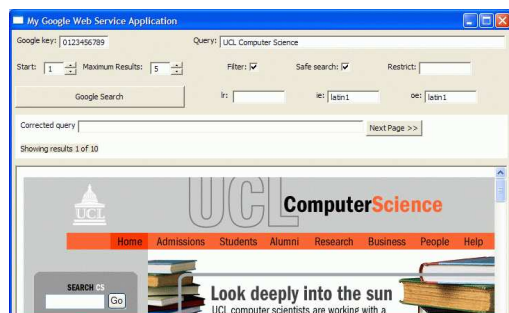 My Google Web Service Application
Google key: 0123456789 Query: UCL Computer Science
Start: 1 Maximum Results: 5 Filter: Safe search: Restrict:
Google Search lr: ie: latin1 oe: latin1
Corrected query Next Page >>
Showing results 1 of 10
UCL
UCL ComputerScience
Home Admissions Students Alumni Research Business People Help
SEARCH CS
Go
Look deeply into the sun
UCL computer scientists are working with a